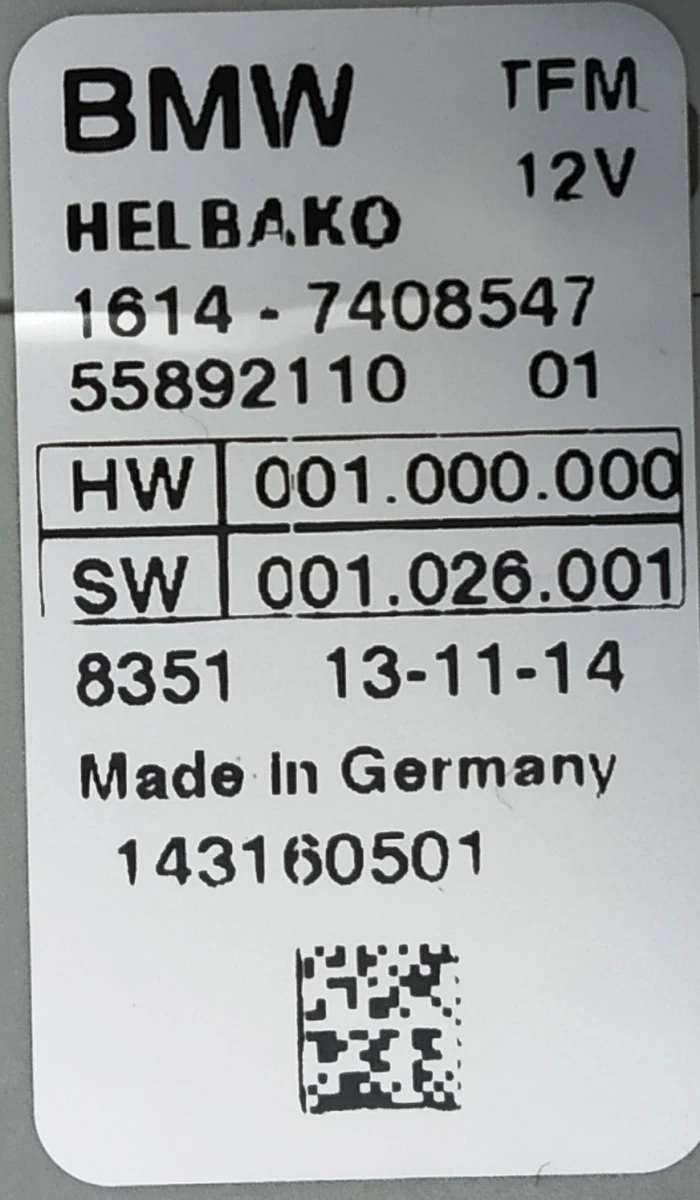 BMW TFM
12V
HELBAKO
1614 - 7408547
55892110 01
HW 001.000.000
SW 001.026.001
8351 13-11-14
Made in Germany
143160501